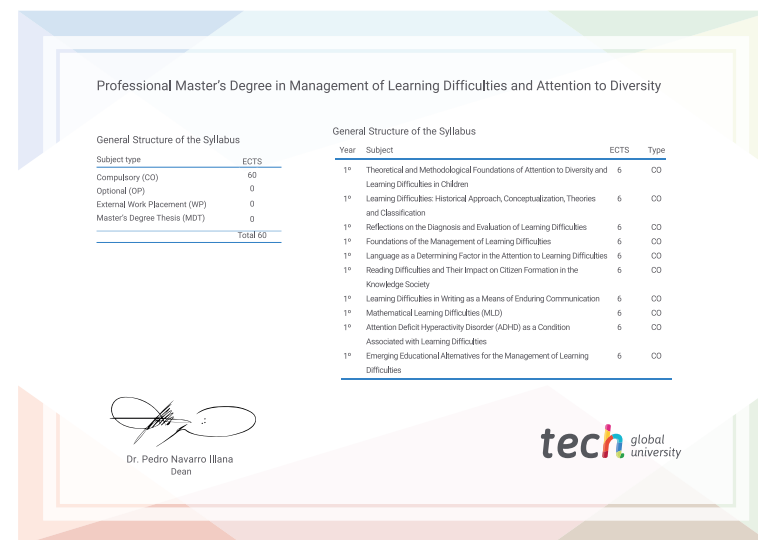 Professional Master's Degree in Management of Learning Difficulties and Attention to Diversity
General Structure of the Syllabus
Subject type ECTS
Compulsory (CO) 60
Optional (OP) 0
External Work Placement (WP) 0
Master's Degree Thesis (MDT) 0
Total 60
General Structure of the Syllabus
Year Subject ECTS Type
1º Theoretical and Methodological Foundations of Attention to Diversity and 6 CO
Learning Difficulties in Children
1º Learning Difficulties: Historical Approach, Conceptualization, Theories 6 CO
and Classification
1º Reflections on the Diagnosis and Evaluation of Learning Difficulties 6 CO
1º Foundations of the Management of Learning Difficulties 6 CO
1º Language as a Determining Factor in the Attention to Learning Difficulties 6 CO
1º Reading Difficulties and Their Impact on Citizen Formation in the 6 CO
Knowledge Society
1º Learning Difficulties in Writing as a Means of Enduring Communication 6 CO
1º Mathematical Learning Difficulties (MLD) 6 CO
1º Attention Deficit Hyperactivity Disorder (ADHD) as a Condition 6 CO
Associated with Learning Difficulties
1º Emerging Educational Alternatives for the Management of Learning 6 CO
Difficulties
Dr. Pedro Navarro Illana
Dean
tech global
university